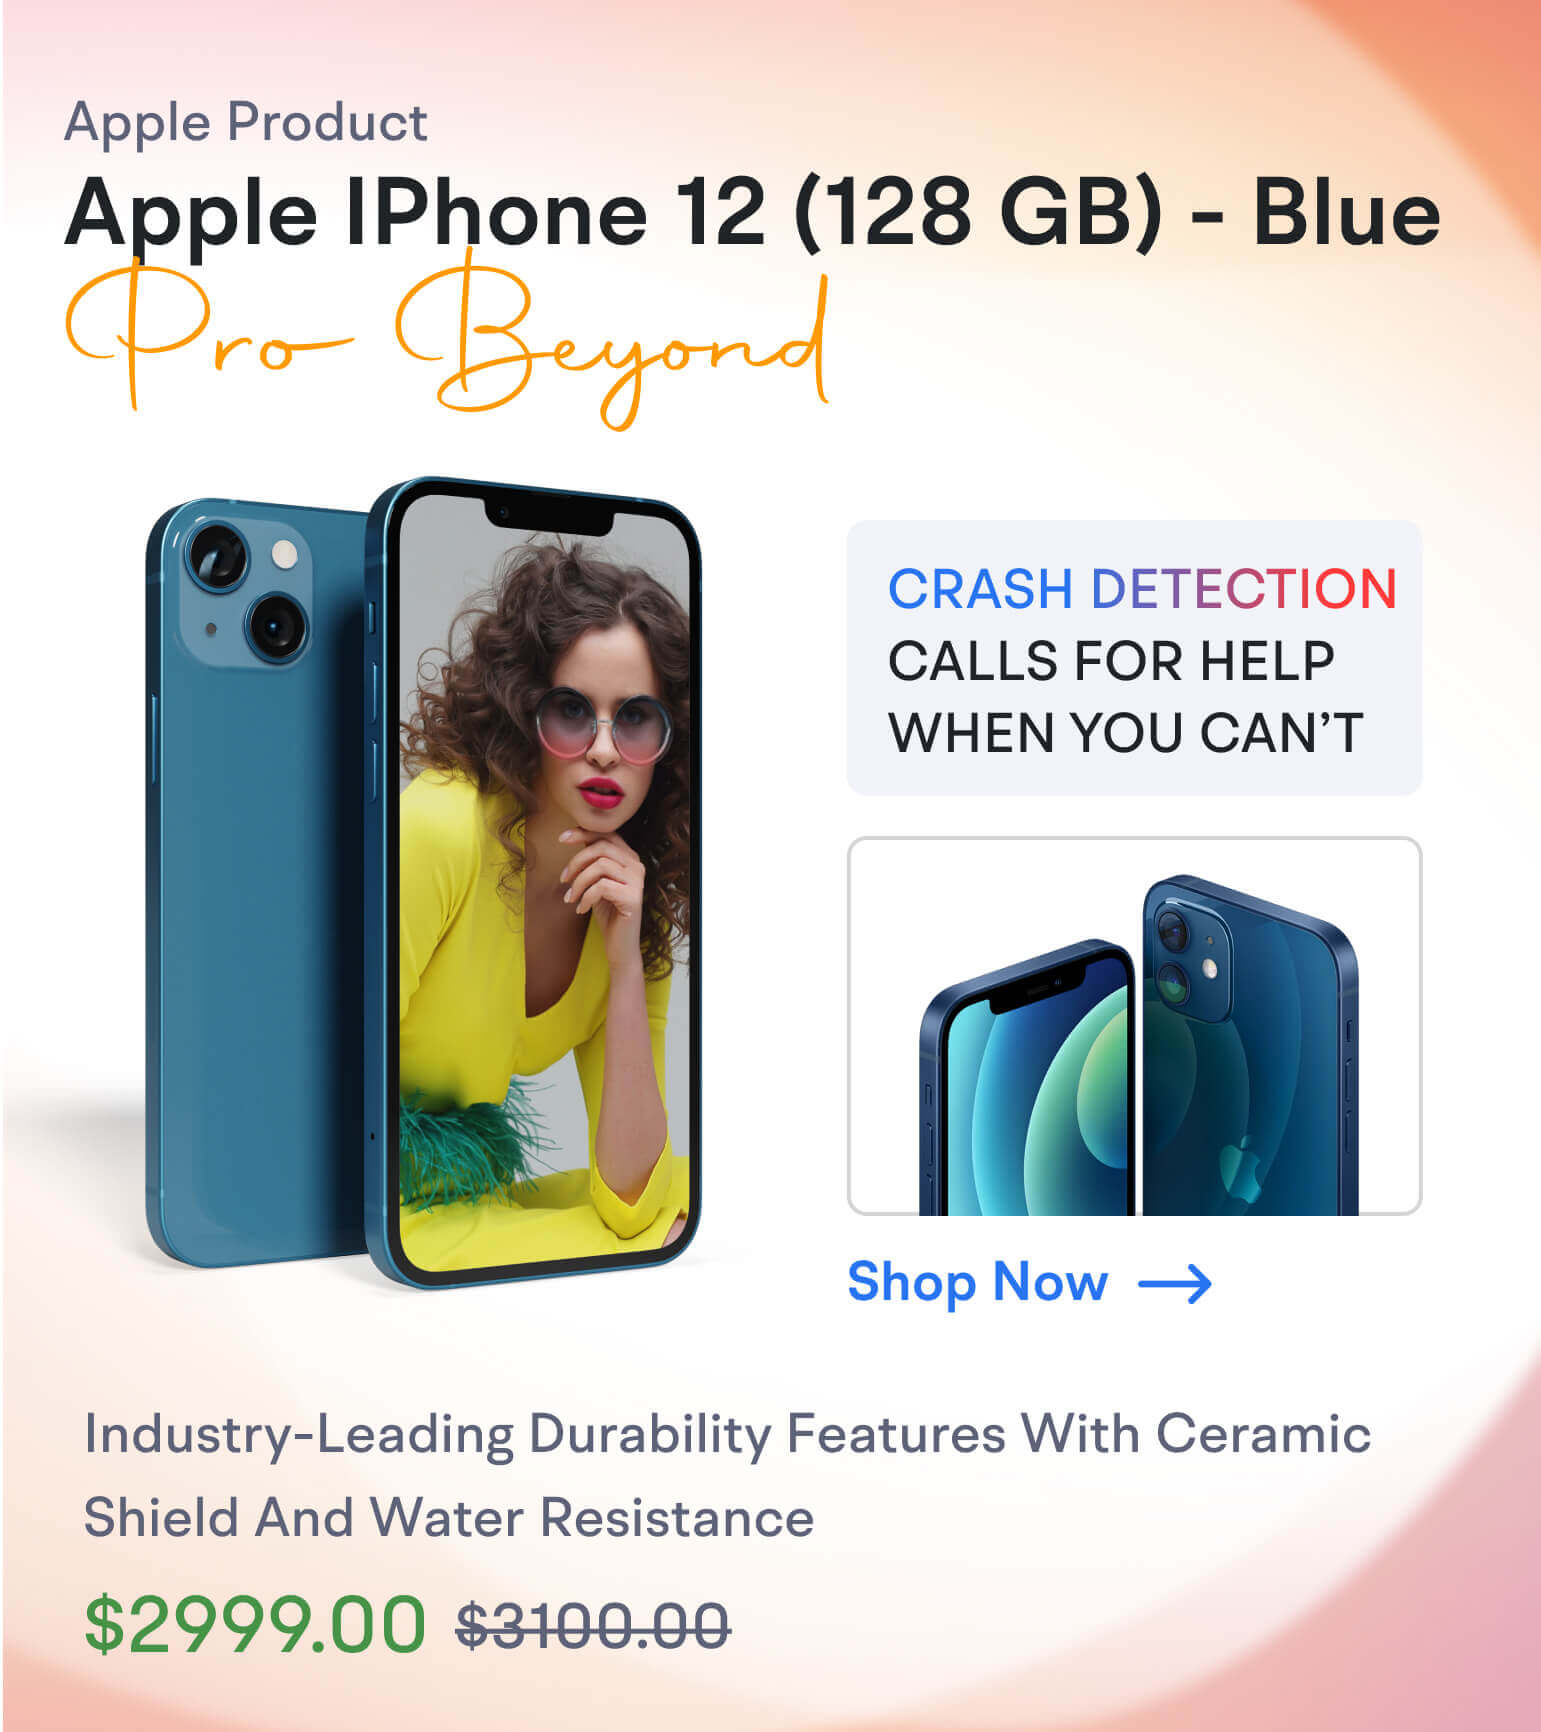 Apple Product
Apple IPhone 12 (128 GB) - Blue
Pro Beyond
CRASH DETECTION
CALLS FOR HELP
WHEN YOU CAN’T
Shop Now
Industry-Leading Durability Features With Ceramic
Shield And Water Resistance
$2999.00 $3100.00